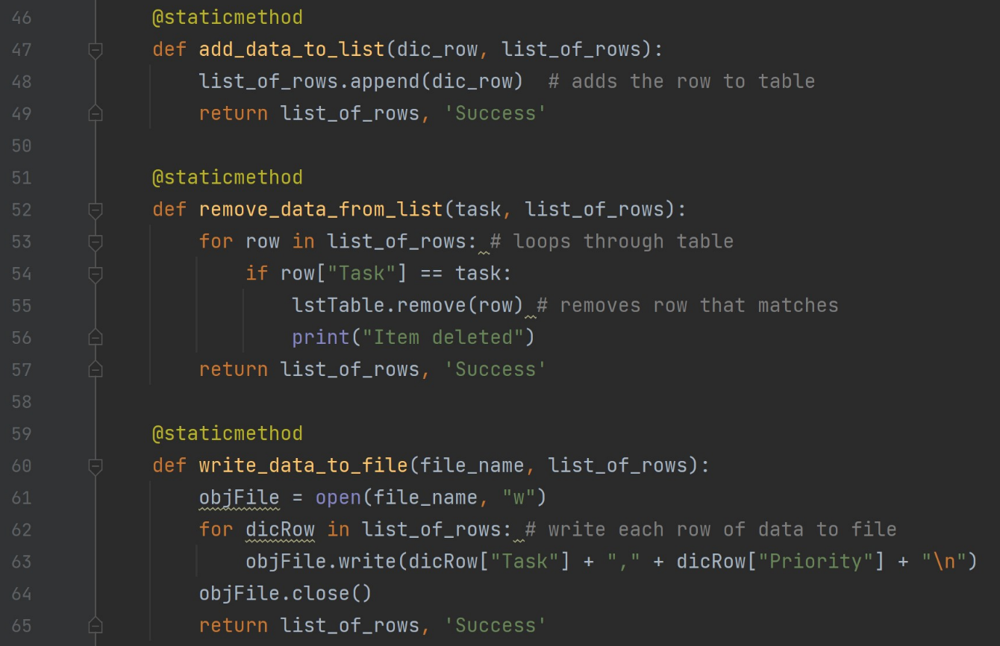 46 @staticmethod
47 def add_data_to_list(dic_row, list_of_rows):
48 list_of_rows.append(dic_row)  # adds the row to table
49 return list_of_rows, 'Success'
50
51 @staticmethod
52 def remove_data_from_list(task, list_of_rows):
53 for row in list_of_rows: # loops through table
54 if row["Task"] == task:
55 lstTable.remove(row) # removes row that matches
56 print("Item deleted")
57 return list_of_rows, 'Success'
58
59 @staticmethod
60 def write_data_to_file(file_name, list_of_rows):
61 objFile = open(file_name, "w")
62 for dicRow in list_of_rows: # write each row of data to file
63 objFile.write(dicRow["Task"] + "," + dicRow["Priority"] + "\n")
64 objFile.close()
65 return list_of_rows, 'Success'